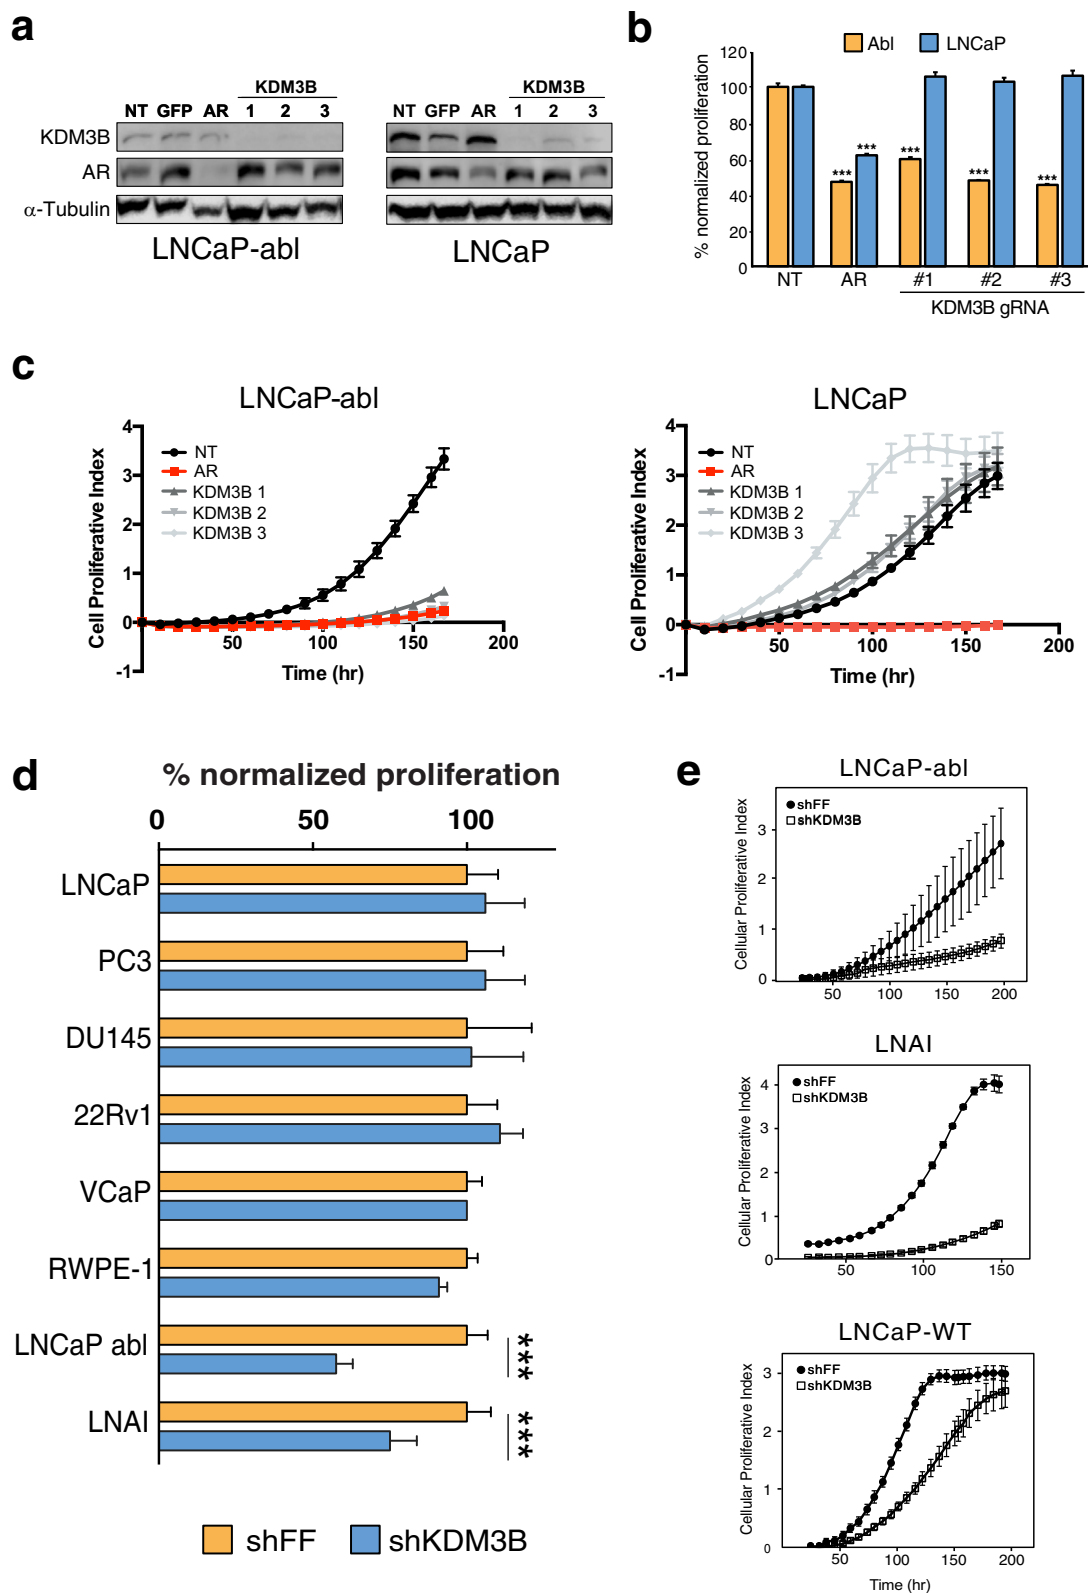 a
KDM3B
NT GFP AR 1 2 3
KDM3B
AR
α-Tubulin
LNCaP-abl
KDM3B
NT GFP AR 1 2 3
LNCaP
b
Abl LNCaP
% normalized proliferation
120
100
80
60
40
20
0
*** *** *** *** ***
NT AR #1 #2 #3
KDM3B gRNA
c
LNCaP-abl
Cell Proliferative Index
4
3
2
1
0
-1
NT
AR
KDM3B 1
KDM3B 2
KDM3B 3
50 100 150 200
Time (hr)
LNCaP
Cell Proliferative Index
4
3
2
1
0
-1
NT
AR
KDM3B 1
KDM3B 2
KDM3B 3
50 100 150 200
Time (hr)
d
% normalized proliferation
0 50 100
LNCaP
PC3
DU145
22Rv1
VCaP
RWPE-1
LNCaP abl ***
LNAI ***
shFF shKDM3B
e
LNCaP-abl
Cellular Proliferative Index
shFF
shKDM3B
3
2
1
0
50 100 150 200
LNAI
Cellular Proliferative Index
shFF
shKDM3B
4
3
2
1
0
50 100 150
LNCaP-WT
Cellular Proliferative Index
shFF
shKDM3B
3
2
1
0
50 100 150 200
Time (hr)